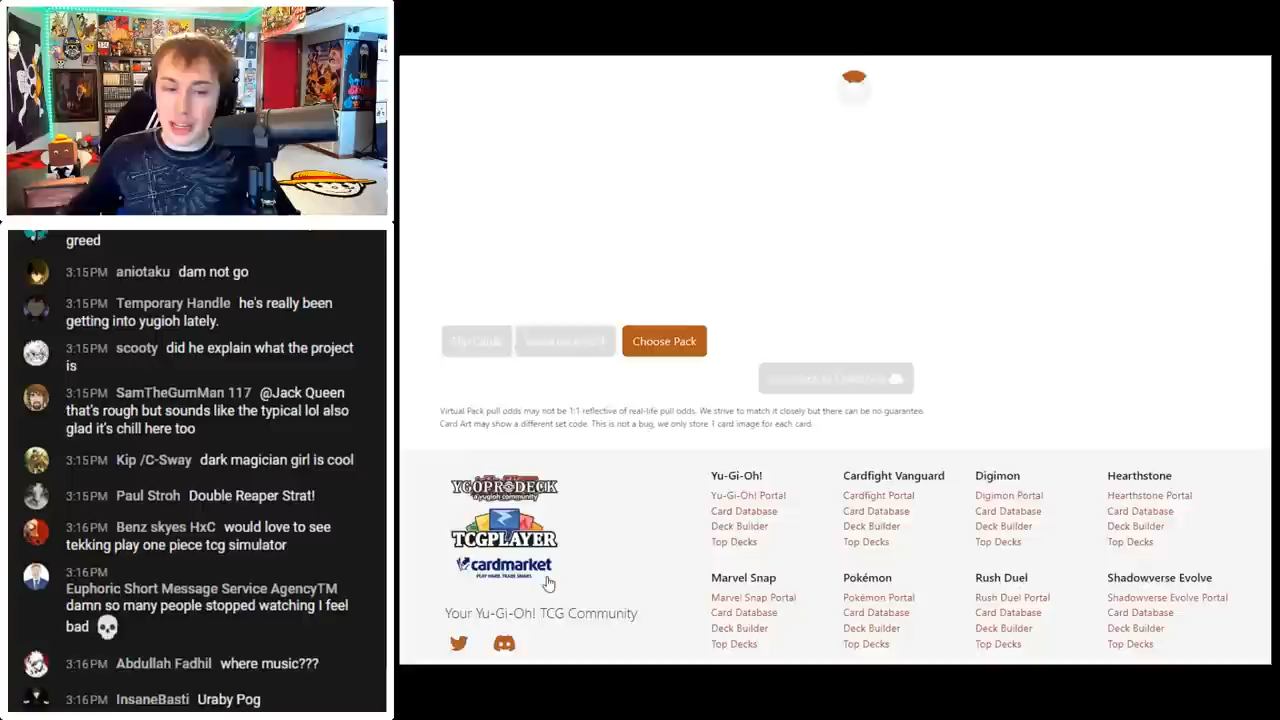 greed
3:15PM aniotaku dam not go
3:15PM Temporary Handle he's really been
getting into yugioh lately.
3:15PM scooty did he explain what the project
is
3:15PM SamTheGumMan 117 @Jack Queen
that's rough but sounds like the typical lol also
glad it's chill here too
3:15PM Kip /C-Sway dark magician girl is cool
3:15PM Paul Stroh Double Reaper Strat!
3:16PM Benz skyes HxC would love to see
tekking play one piece tcg simulator
3:16PM
Euphoric Short Message Service AgencyTM
damn so many people stopped watching I feel
bad
3:16PM Abdullah Fadhil where music???
3:16PM InsaneBasti Uraby Pog
Flip Cards
Choose Pack
Virtual Pack pull odds may not be 1:1 reflective of real-life pull odds. We strive to match it closely but there can be no guarantee.
Card Art may show a different set code. This is not a bug, we only store 1 card image for each card.
YGOPRODECK
a yugioh community
TCGPLAYER
cardmarket
PLAY HARD. TRADE SMART.
Your Yu-Gi-Oh! TCG Community
Yu-Gi-Oh!
Yu-Gi-Oh! Portal
Card Database
Deck Builder
Top Decks
Cardfight Vanguard
Cardfight Portal
Card Database
Deck Builder
Top Decks
Digimon
Digimon Portal
Card Database
Deck Builder
Top Decks
Hearthstone
Hearthstone Portal
Card Database
Deck Builder
Top Decks
Marvel Snap
Marvel Snap Portal
Card Database
Deck Builder
Top Decks
Pokémon
Pokémon Portal
Card Database
Deck Builder
Top Decks
Rush Duel
Rush Duel Portal
Card Database
Deck Builder
Top Decks
Shadowverse Evolve
Shadowverse Evolve Portal
Card Database
Deck Builder
Top Decks